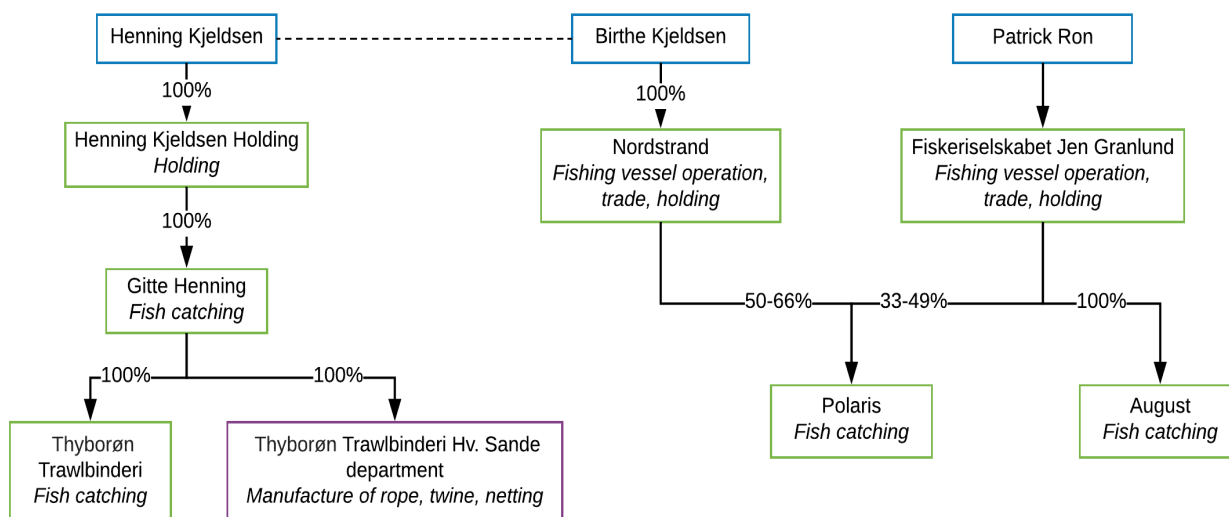 Henning Kjeldsen
Birthe Kjeldsen
Patrick Ron
100%
100%
Henning Kjeldsen Holding
Holding
Nordstrand
Fishing vessel operation,
trade, holding
Fiskeriselskabet Jen Granlund
Fishing vessel operation,
trade, holding
100%
Gitte Henning
Fish catching
50-66%
33-49%
100%
100%
100%
Polaris
Fish catching
August
Fish catching
Thyborøn
Trawlbinderi
Fish catching
Thyborøn Trawlbinderi Hv. Sande
department
Manufacture of rope, twine, netting